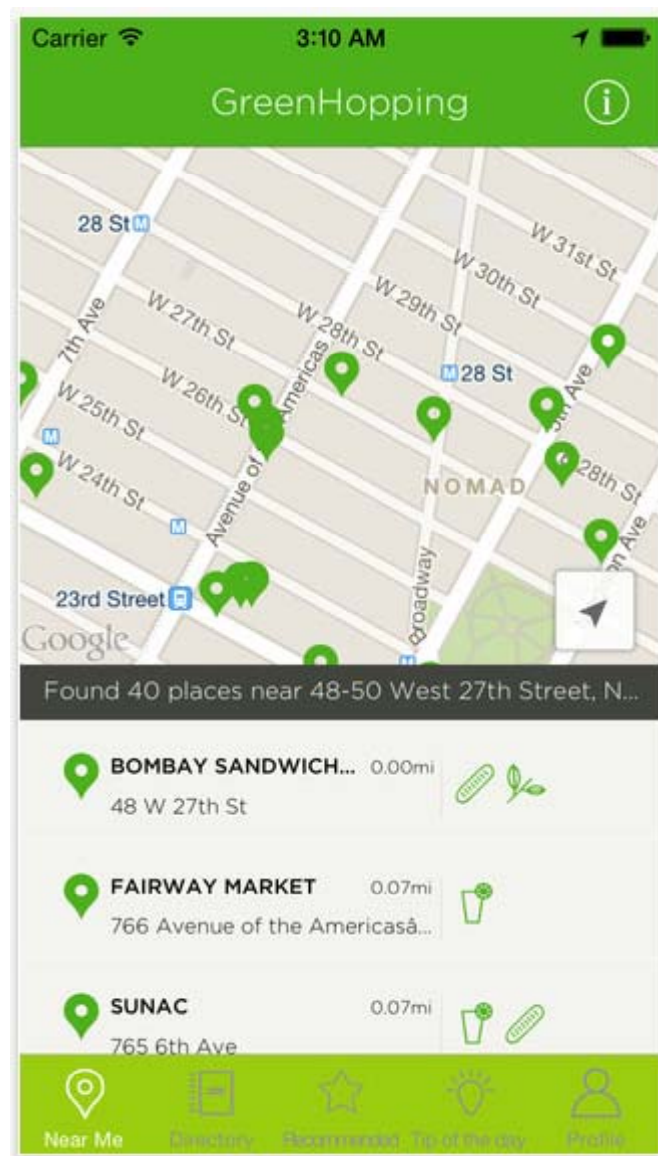 Carrier 3:10 AM
GreenHopping
i
28 St M
W 31st St
W 30th St
W 29th St
W 28th St
W 27th St
W 26th St
W 25th St
W 24th St
7th Ave
Avenue of Americas
M 28 St
5th Ave
28th St
NOMAD
M
M
Broadway
Ave
23rd Street
M
Google
Found 40 places near 48-50 West 27th Street, N...
BOMBAY SANDWICH... 0.00mi
48 W 27th St
FAIRWAY MARKET 0.07mi
766 Avenue of the Americasâ...
SUNAC 0.07mi
765 6th Ave
Near Me Directory Recommended Tip of the day Profile